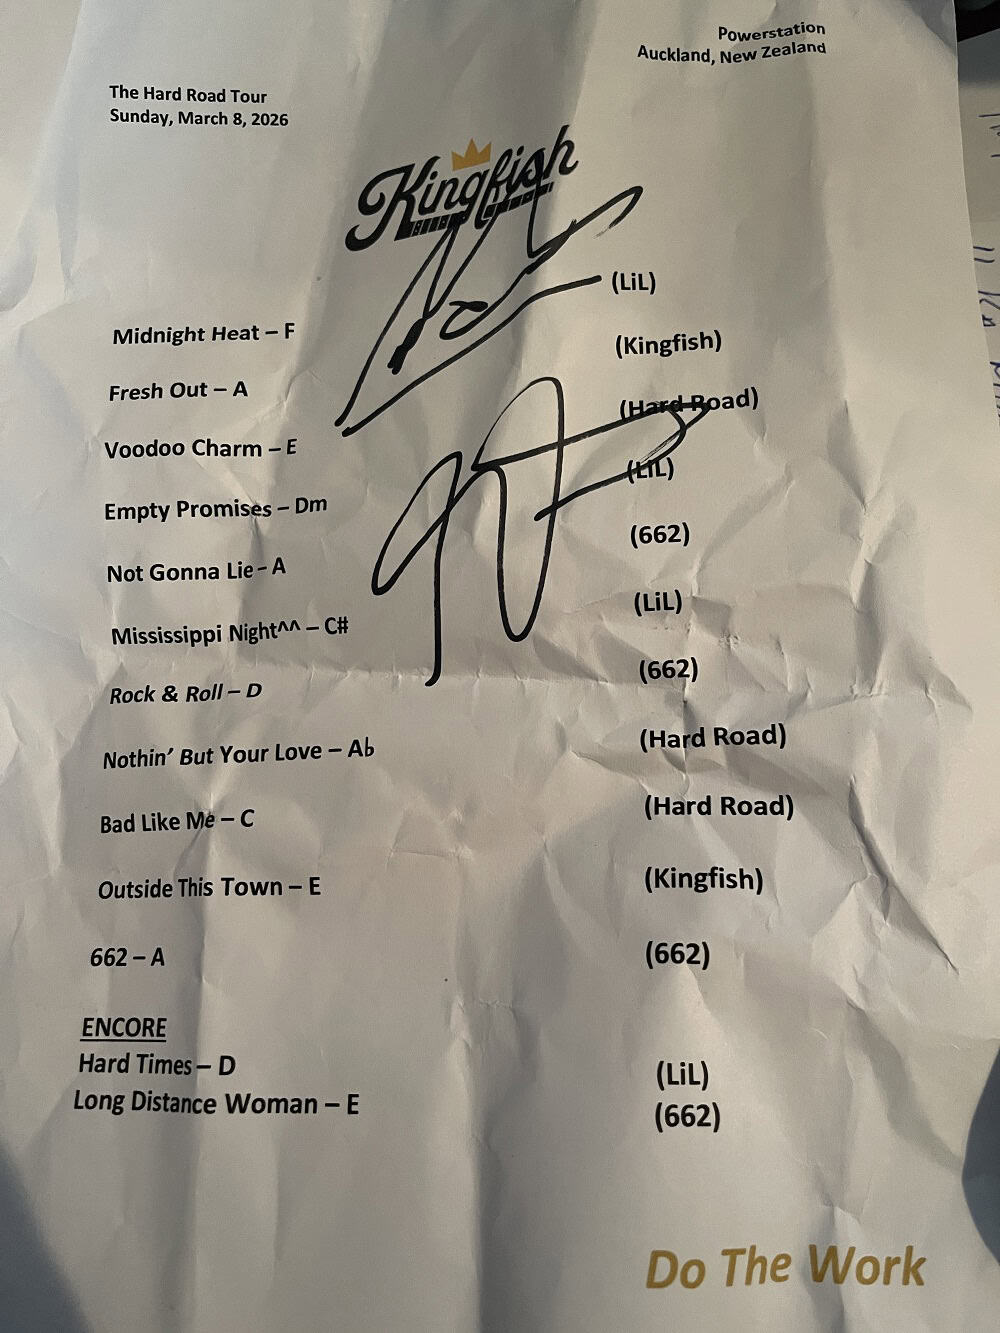 Powerstation
Auckland, New Zealand
The Hard Road Tour
Sunday, March 8, 2026
Kingfish
Midnight Heat – F (LiL)
Fresh Out – A (Kingfish)
Voodoo Charm – E (Hard Road)
Empty Promises – Dm (LiL)
Not Gonna Lie – A (662)
Mississippi Night^^ – C# (LiL)
Rock & Roll – D (662)
Nothin’ But Your Love – Ab (Hard Road)
Bad Like Me – C (Hard Road)
Outside This Town – E (Kingfish)
662 – A (662)
ENCORE
Hard Times – D (LiL)
Long Distance Woman – E (662)
Do The Work